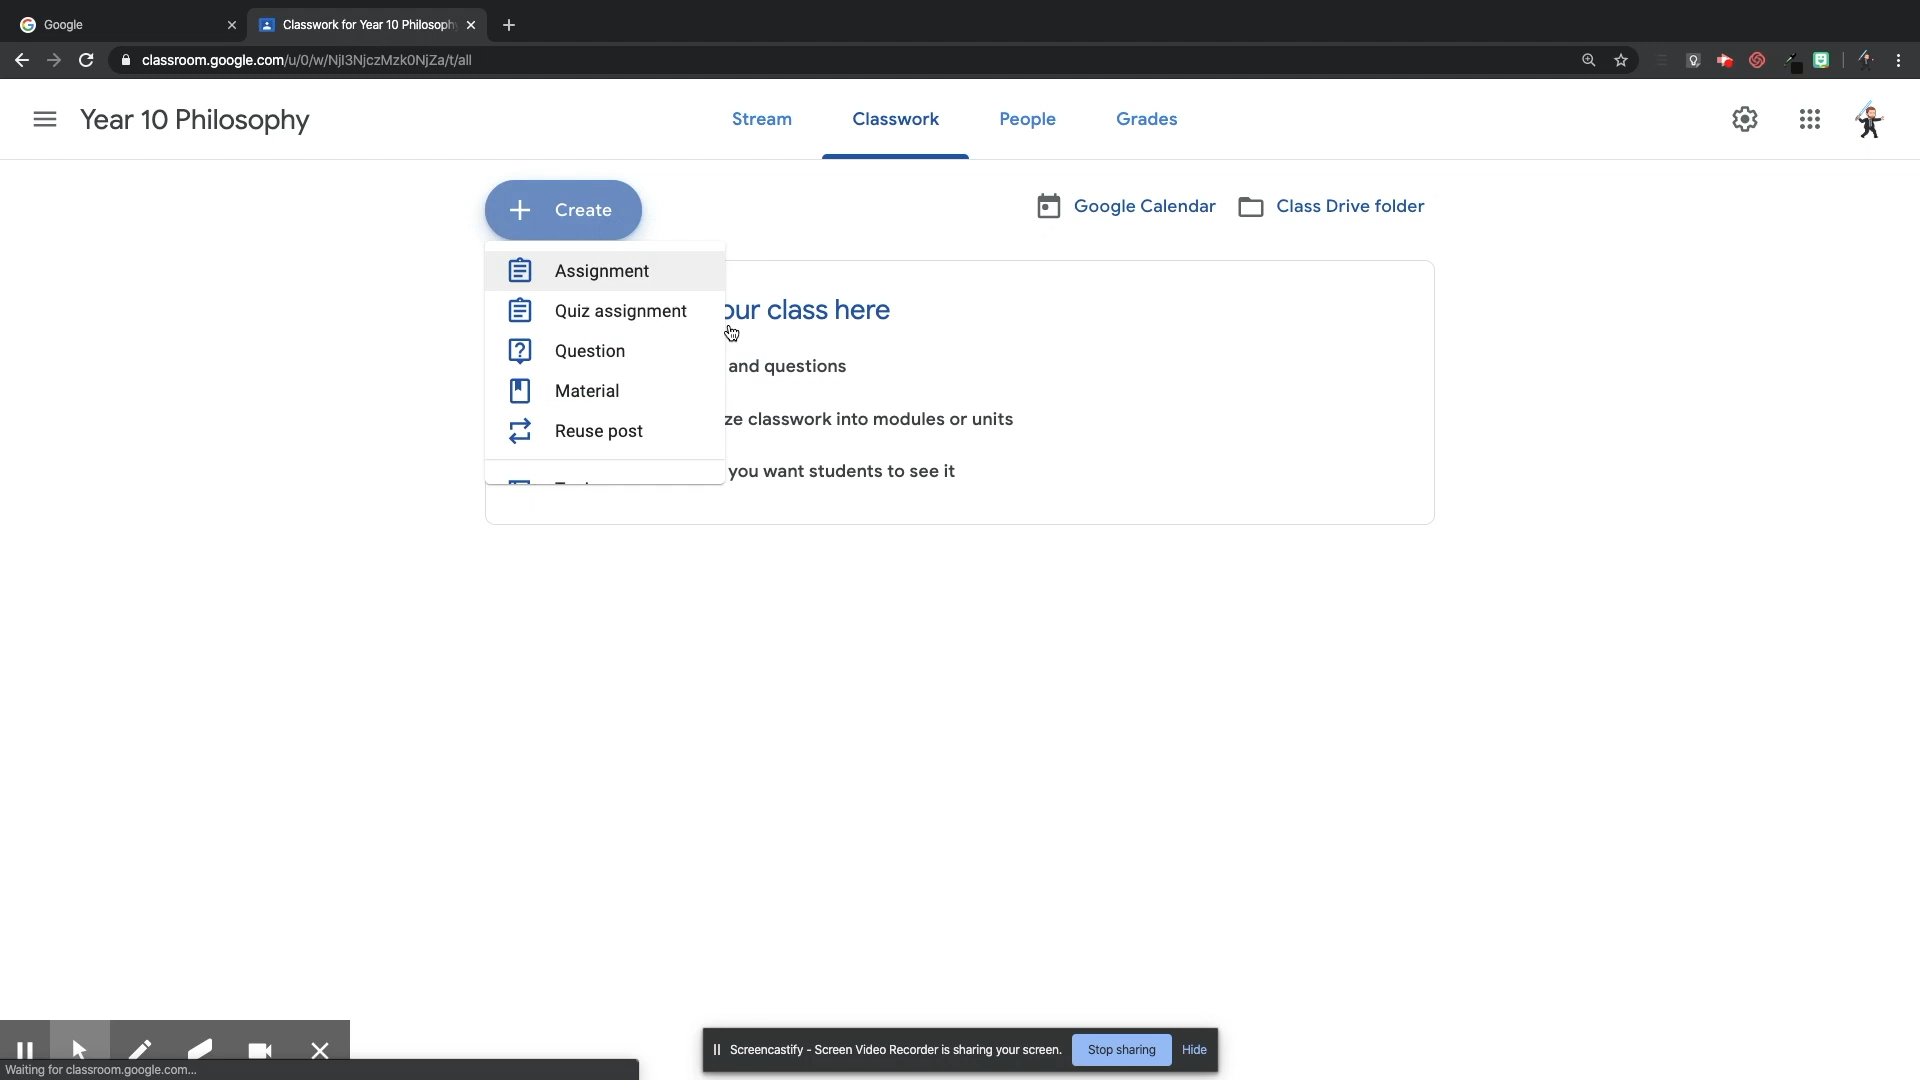 Google
Classwork for Year 10 Philosoph
classroom.google.com/u/0/w/NjI3NjczMzk0NjZa/t/all
Year 10 Philosophy
Stream
Classwork
People
Grades
Create
Google Calendar
Class Drive folder
Assignment
Quiz assignment
Question
Material
Reuse post
our class here
and questions
ze classwork into modules or units
you want students to see it
Screencastify - Screen Video Recorder is sharing your screen.
Stop sharing
Hide
Waiting for classroom.google.com...